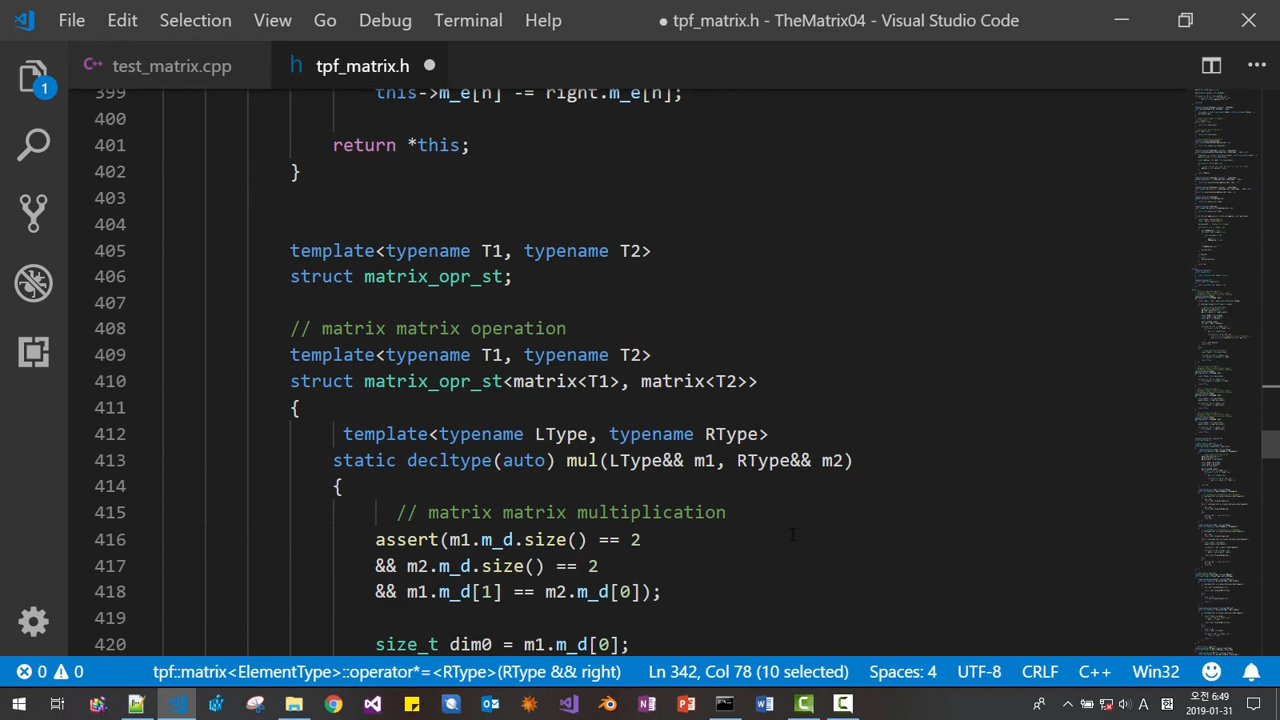 File Edit Selection View Go Debug Terminal Help
● tpf_matrix.h - TheMatrix04 - Visual Studio Code
test_matrix.cpp
h tpf_matrix.h ●
1
399 this->m_e[n] -= right.m_e[n];
400
401 return *this;
402 }
403
404
405 template<typename T1, typename T2>
406 struct matrix_opr_st;
407
408 // matrix matrix operation
409 template<typename T1, typename T2>
410 struct matrix_opr_st<matrix<T1>, matrix<T2>>
411 {
412 template<typename LType, typename RType>
413 static decltype(auto) mul(LType&& m1, RType&& m2)
414 {
415 // matrix matrix multiplication
416 assert(m1.m_d.size() == 2
417 && m2.m_d.size() == 2
418 && m1.m_d[1] == m2.m_d[0]);
419
420 size_t dim0 = m1.m_d[0];
0 0 tpf::matrix<ElementType>::operator*=<RType>(RType && right) Ln 342, Col 78 (10 selected) Spaces: 4 UTF-8 CRLF C++ Win32
오전 6:49
2019-01-31